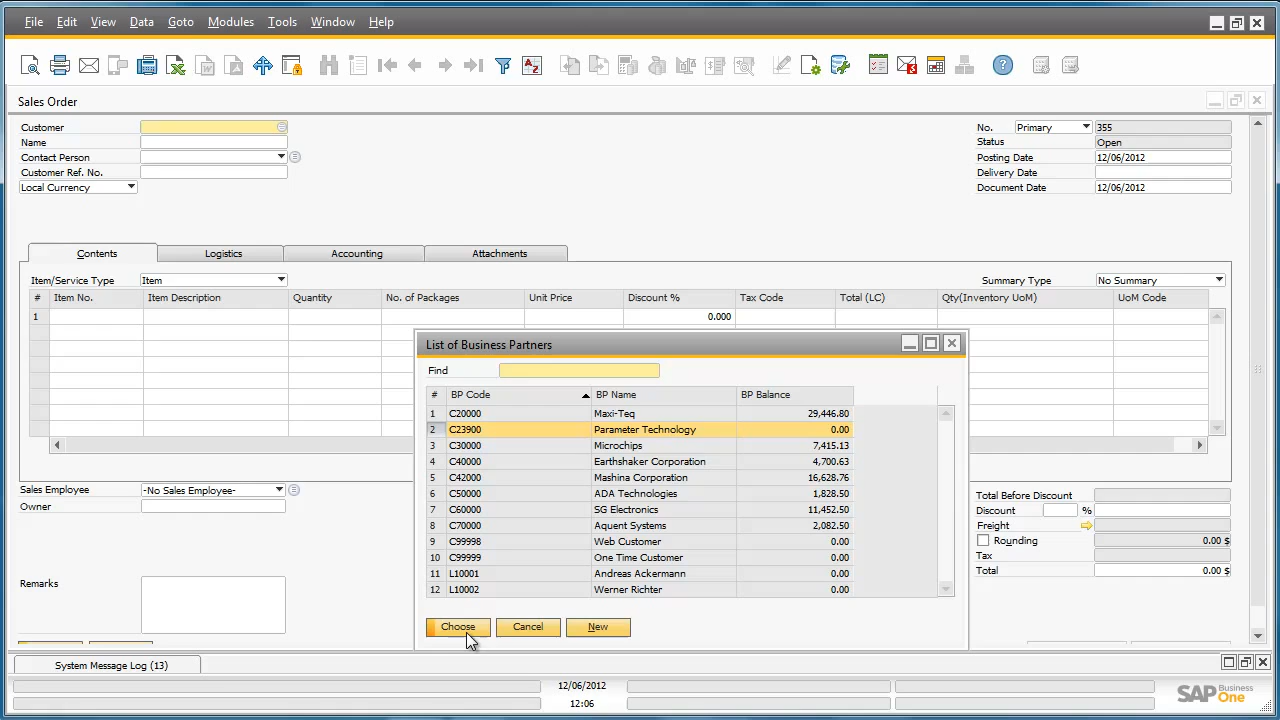 File Edit View Data Goto Modules Tools Window Help
Sales Order
Customer
No. Primary 355
Name
Status Open
Contact Person
Posting Date 12/06/2012
Customer Ref. No.
Delivery Date
Local Currency
Document Date 12/06/2012
Contents Logistics Accounting Attachments
Item/Service Type Item
Summary Type No Summary
# Item No. Item Description Quantity No. of Packages Unit Price Discount % Tax Code Total (LC) Qty(Inventory UoM) UoM Code
1 0.000
List of Business Partners
Find
# BP Code BP Name BP Balance
1 C20000 Maxi-Teq 29,446.80
2 C23900 Parameter Technology 0.00
3 C30000 Microchips 7,415.13
4 C40000 Earthshaker Corporation 4,700.63
5 C42000 Mashina Corporation 16,628.76
6 C50000 ADA Technologies 1,828.50
7 C60000 SG Electronics 11,452.50
8 C70000 Aquent Systems 2,082.50
9 C99998 Web Customer 0.00
10 C99999 One Time Customer 0.00
11 L10001 Andreas Ackermann 0.00
12 L10002 Werner Richter 0.00
Choose Cancel New
Sales Employee -No Sales Employee-
Owner
Remarks
Total Before Discount
Discount %
Freight
Rounding 0.00 $
Tax
Total 0.00 $
System Message Log (13)
12/06/2012
12:06
SAP Business One